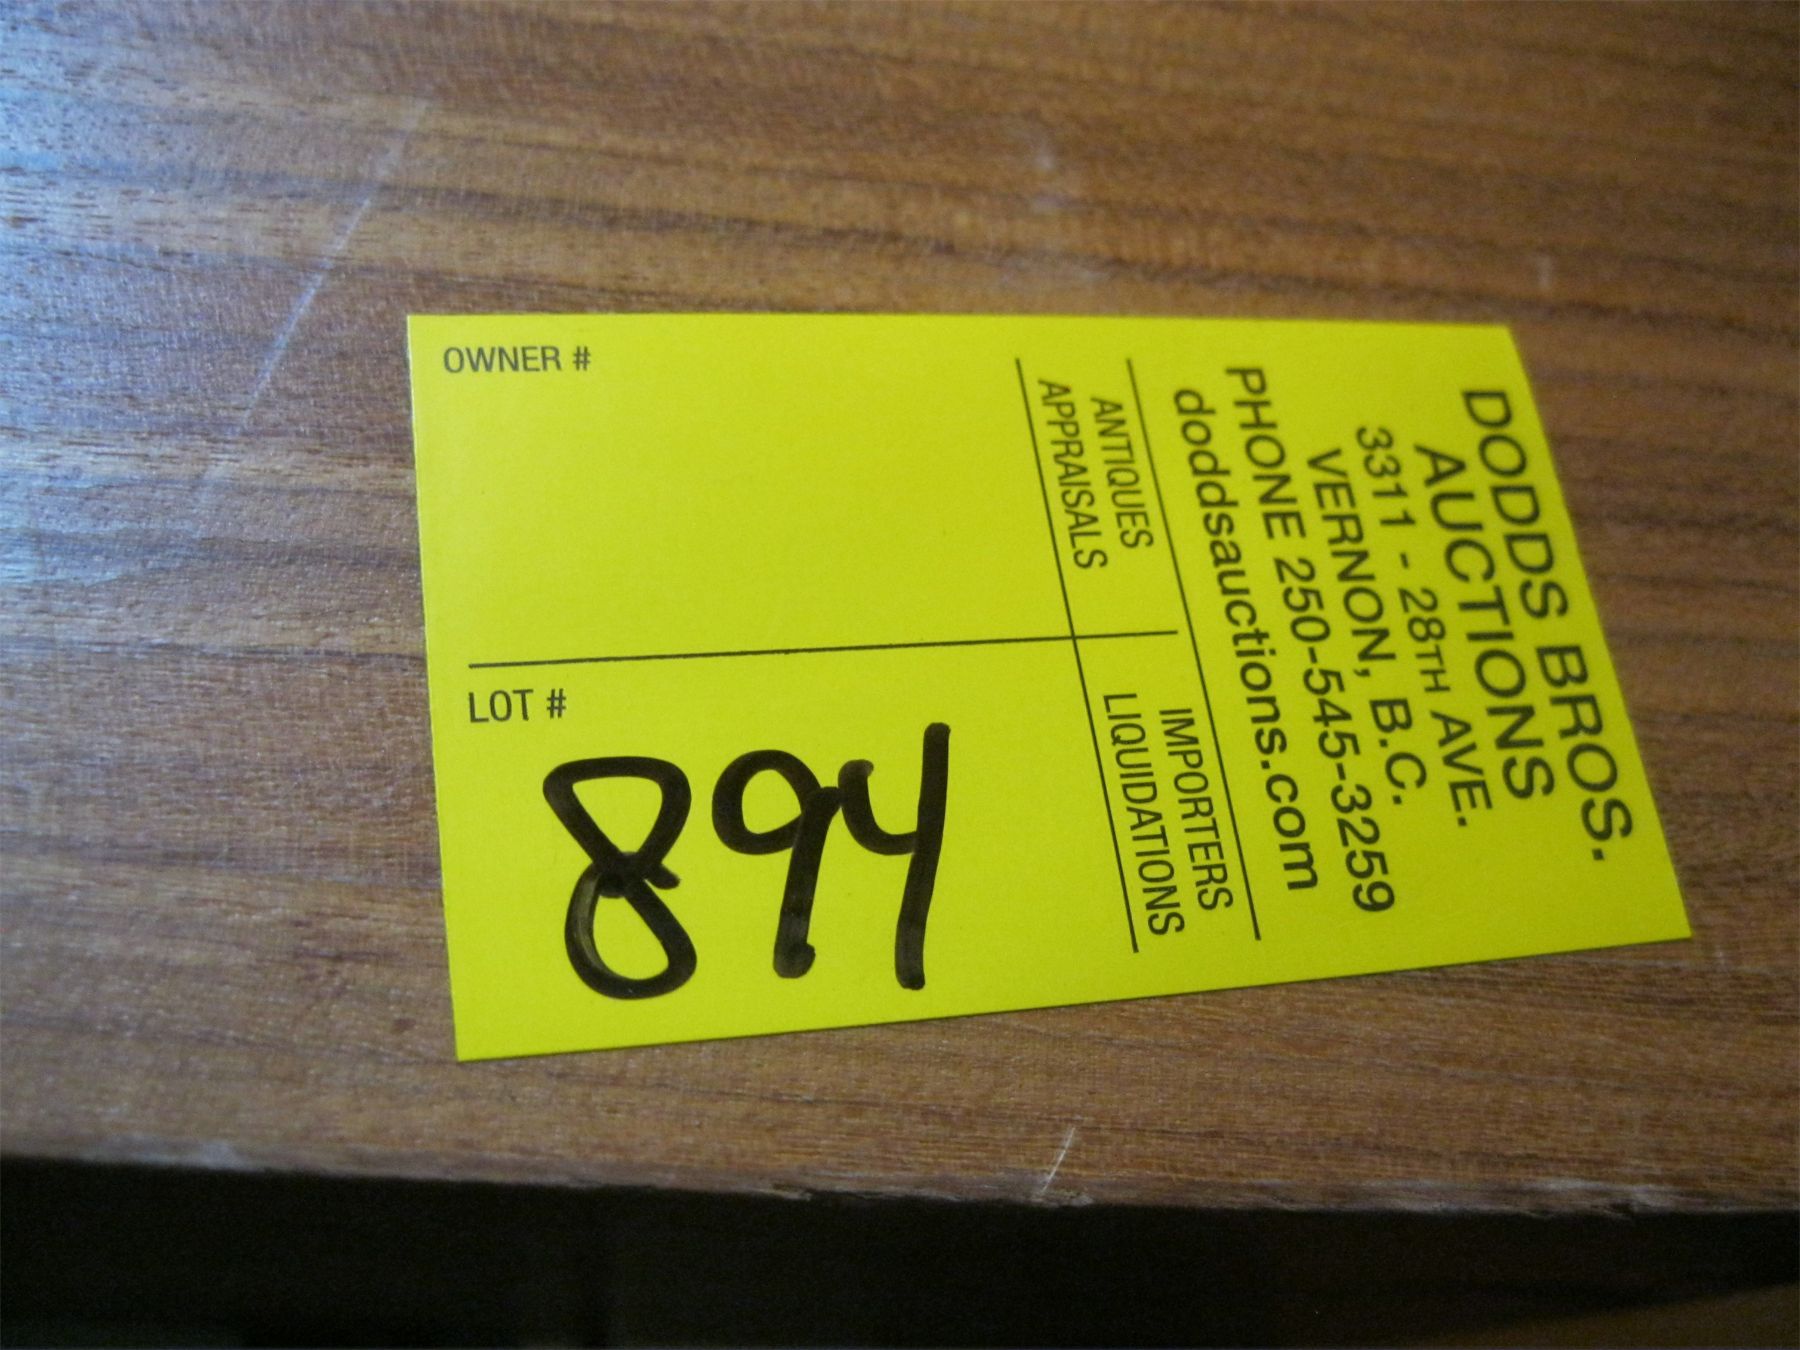 DODDS BROS.
AUCTIONS
3311 - 28TH AVE.
VERNON, B.C.
PHONE 250-545-3259
doddsauctions.com
ANTIQUES
APPRAISALS
IMPORTERS
LIQUIDATIONS
OWNER #
LOT #
894